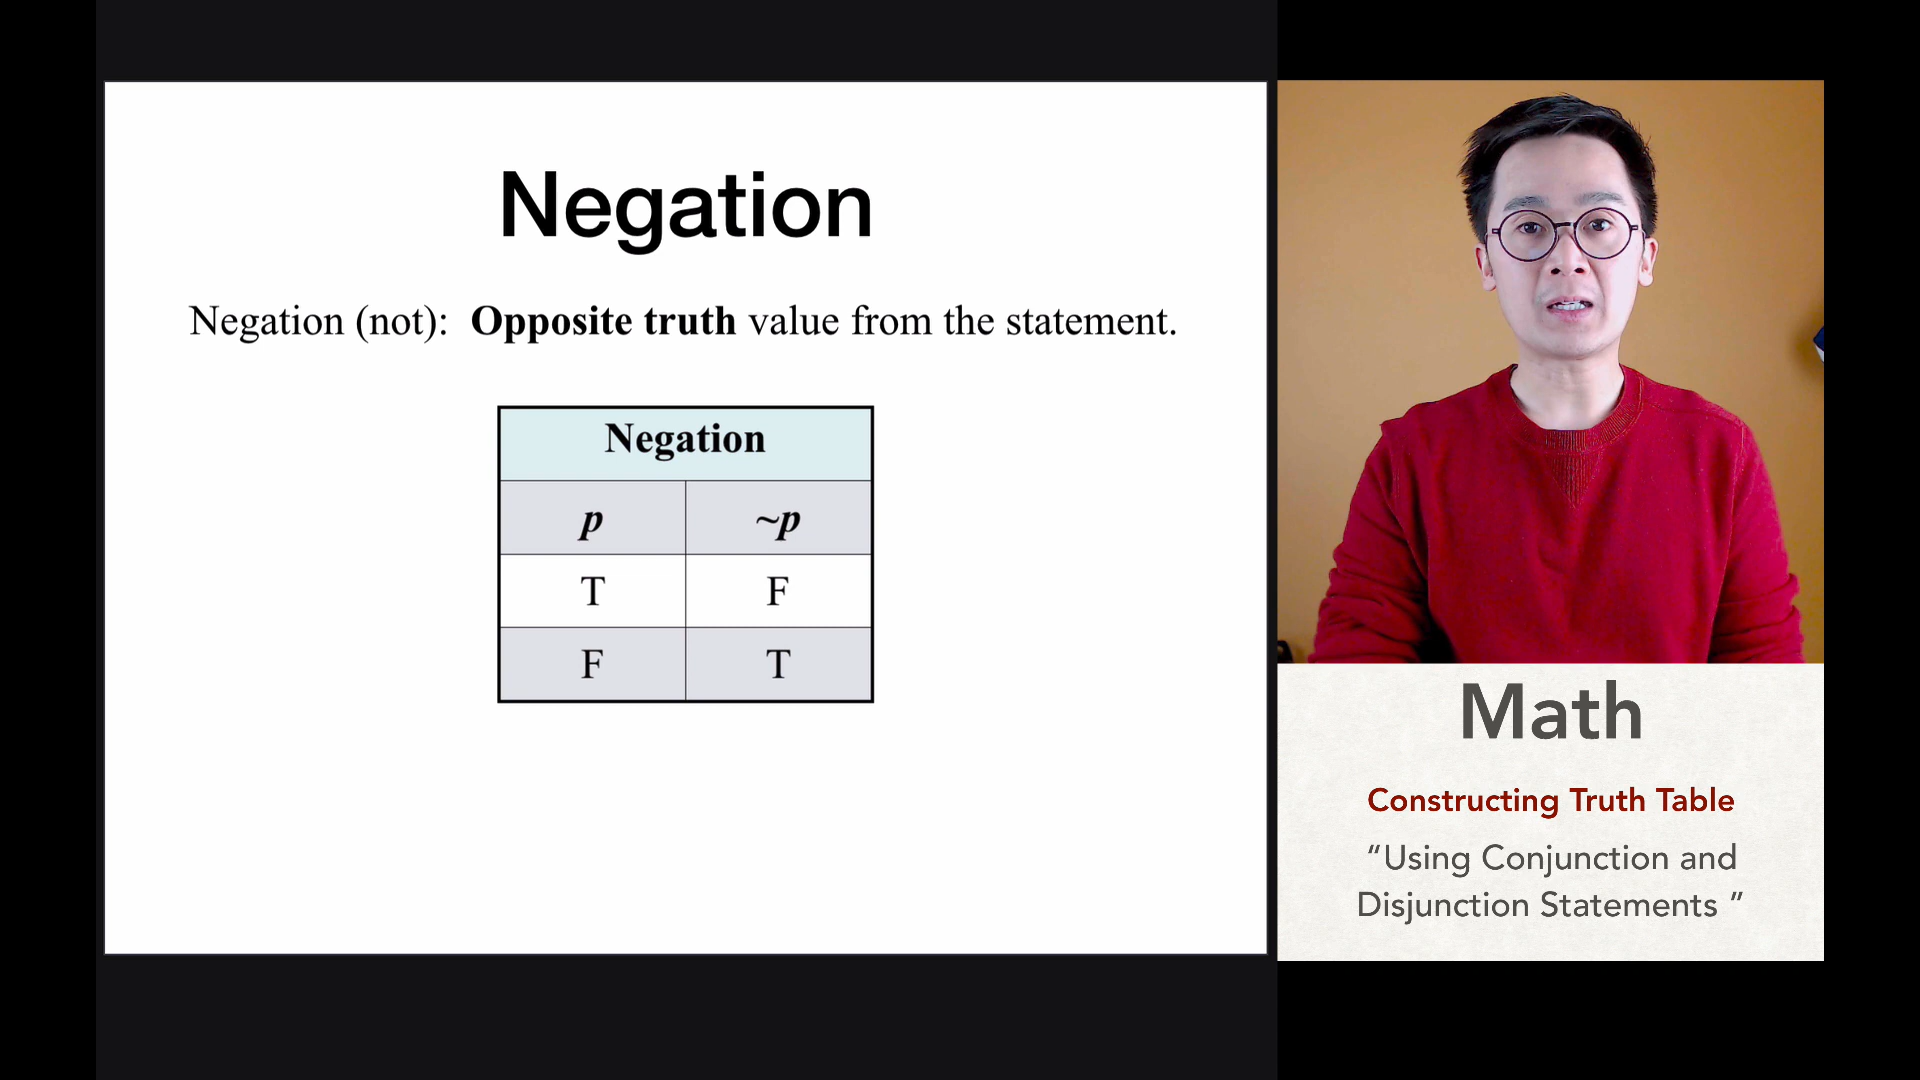 Negation
Negation (not): Opposite truth value from the statement.
Negation
p ~p
T F
F T
Math
Constructing Truth Table
“Using Conjunction and
Disjunction Statements ”